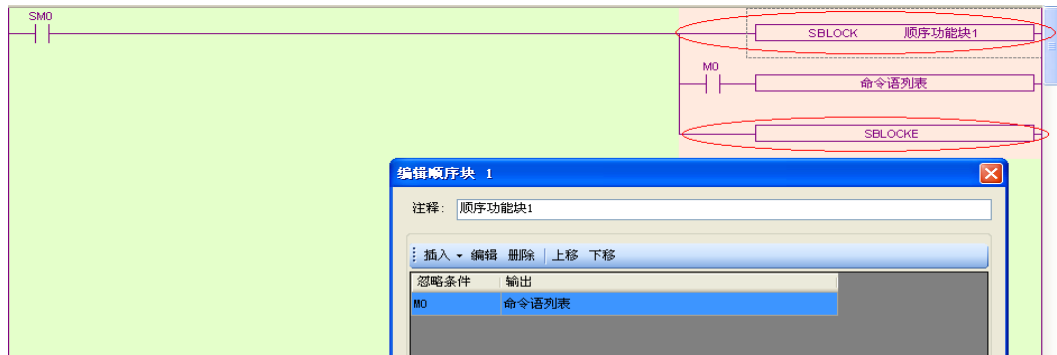 SM0
SBLOCK 顺序功能块1
M0
命令语列表
SBLOCKE
编辑顺序块 1
注释: 顺序功能块1
插入 编辑 删除 上移 下移
忽略条件 输出
M0 命令语列表